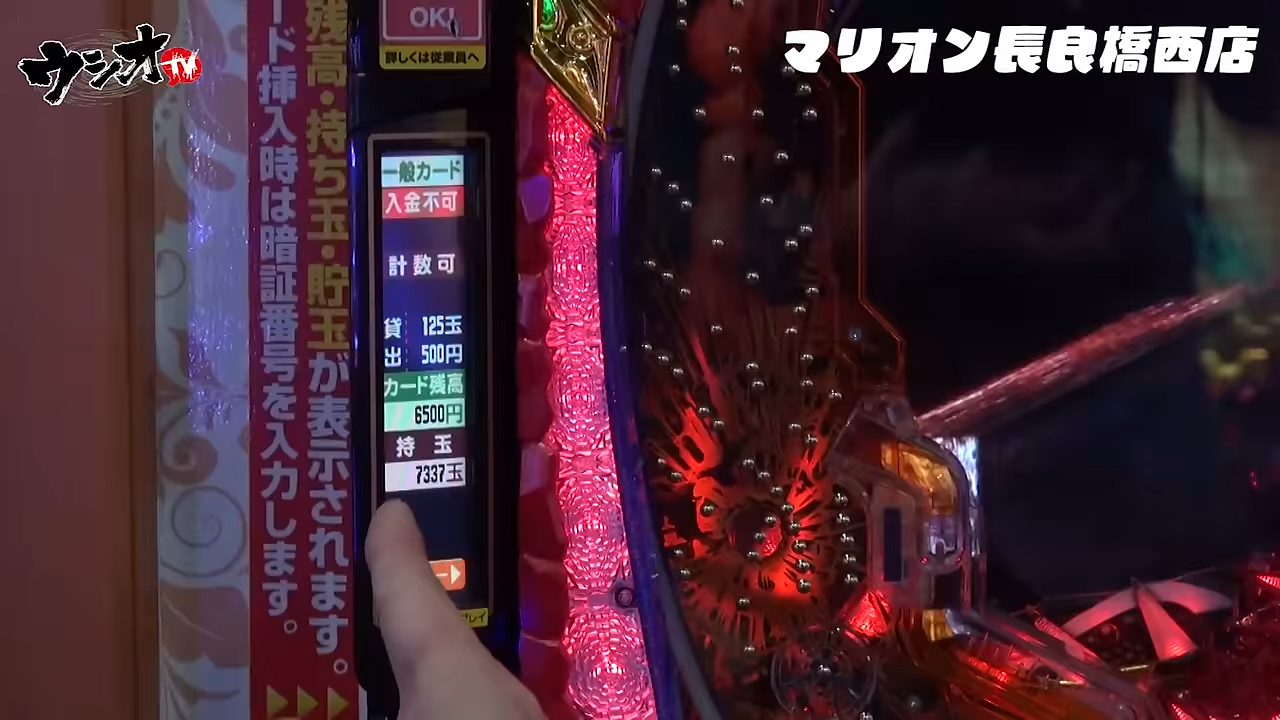 ウシオTV
マリオン長良橋西店
残高・持ち玉・貯玉が表示されます。
ード挿入時は暗証番号を入力します。
OK!
詳しくは従業員へ
一般カード
入金不可
計数可
貸 125玉
出 500円
カード残高
6500円
持玉
7337玉
プレイ